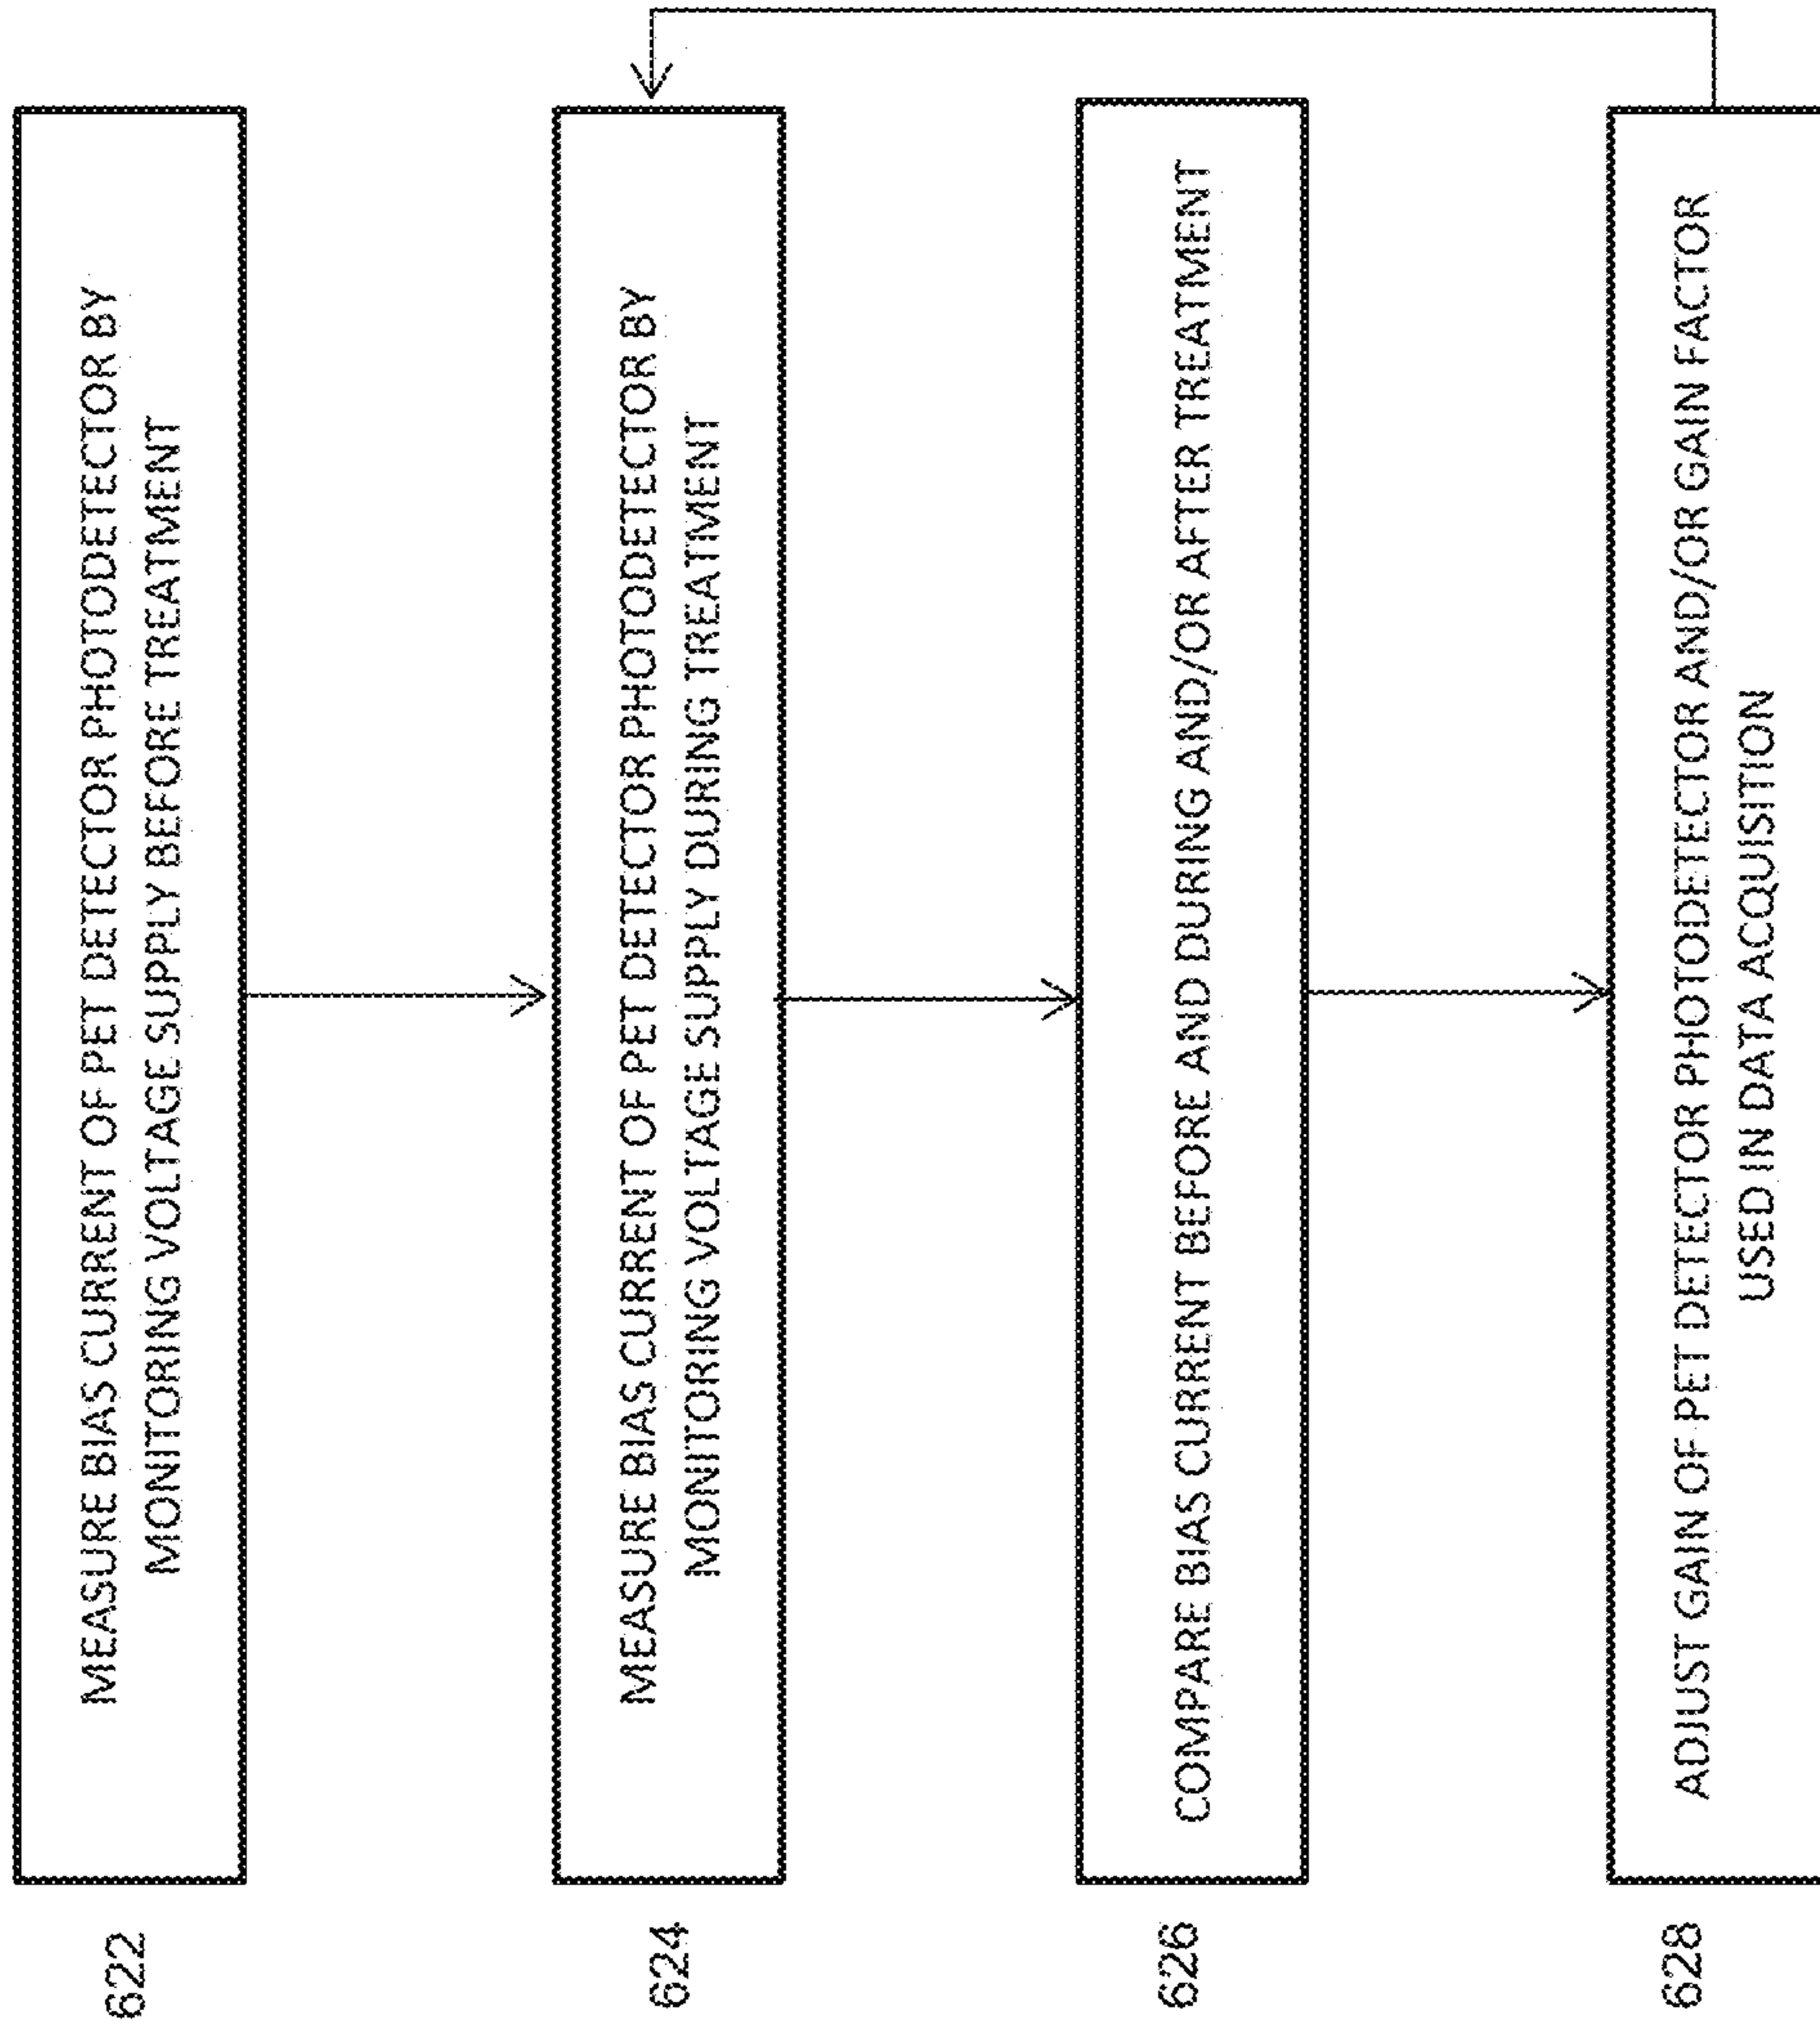 622
MEASURE BIAS CURRENT OF PET DETECTOR PHOTODETECTOR BY
MONITORING VOLTAGE SUPPLY BEFORE TREATMENT
624
MEASURE BIAS CURRENT OF PET DETECTOR PHOTODETECTOR BY
MONITORING VOLTAGE SUPPLY DURING TREATMENT
626
COMPARE BIAS CURRENT BEFORE AND DURING AND/OR AFTER TREATMENT
628
ADJUST GAIN OF PET DETECTOR PHOTODETECTOR AND/OR GAIN FACTOR
USED IN DATA ACQUISITION